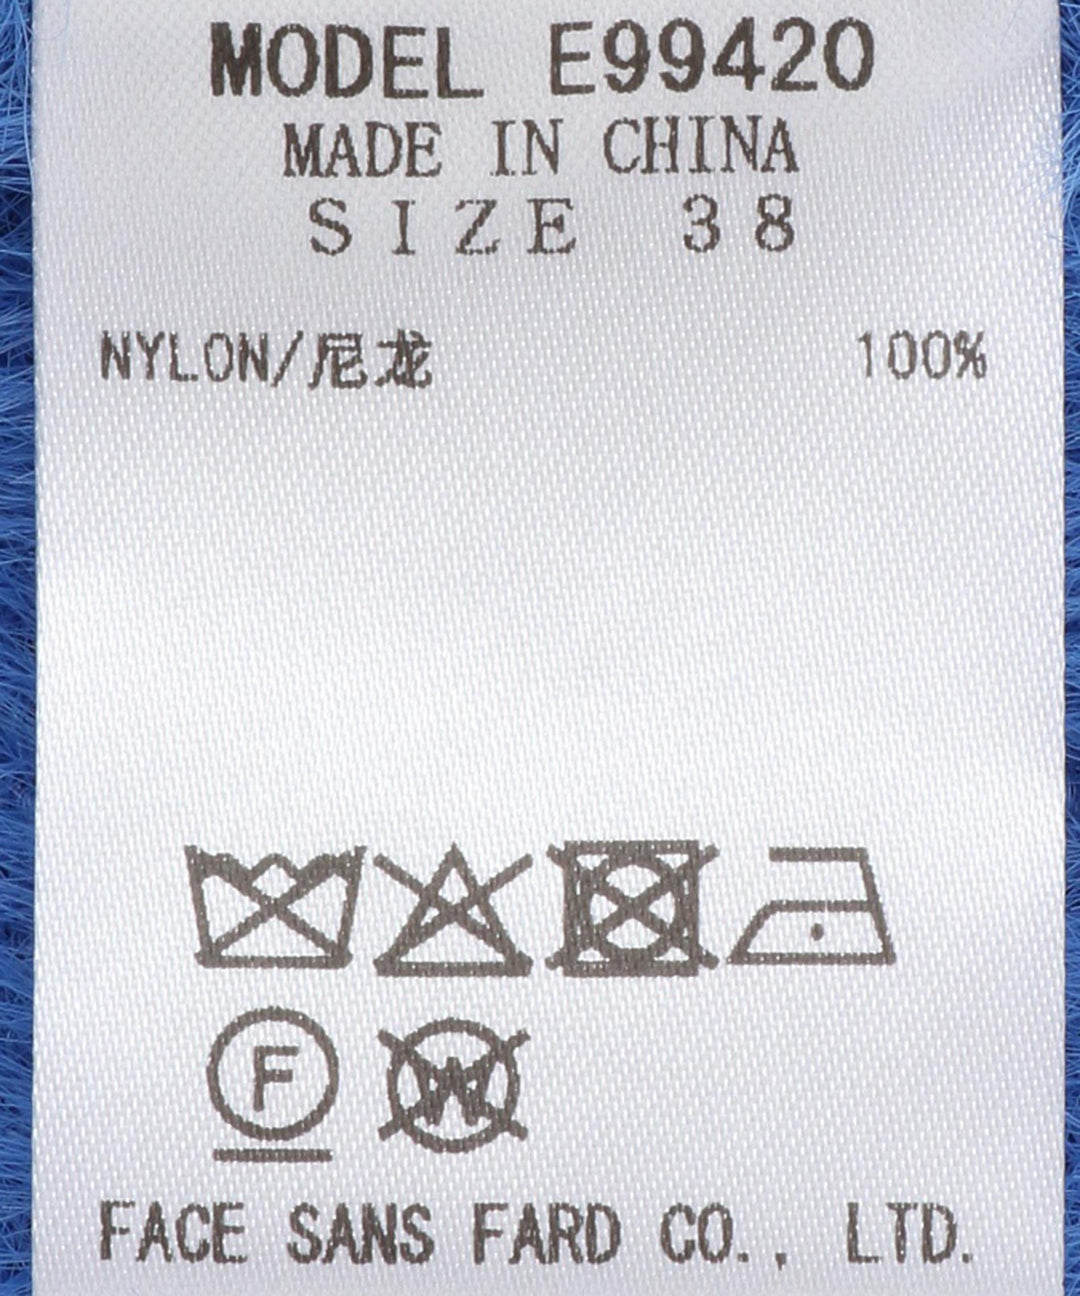 MODEL E99420
MADE IN CHINA
SIZE 38
NYLON/尼龙 100%
F W
FACE SANS FARD CO., LTD.